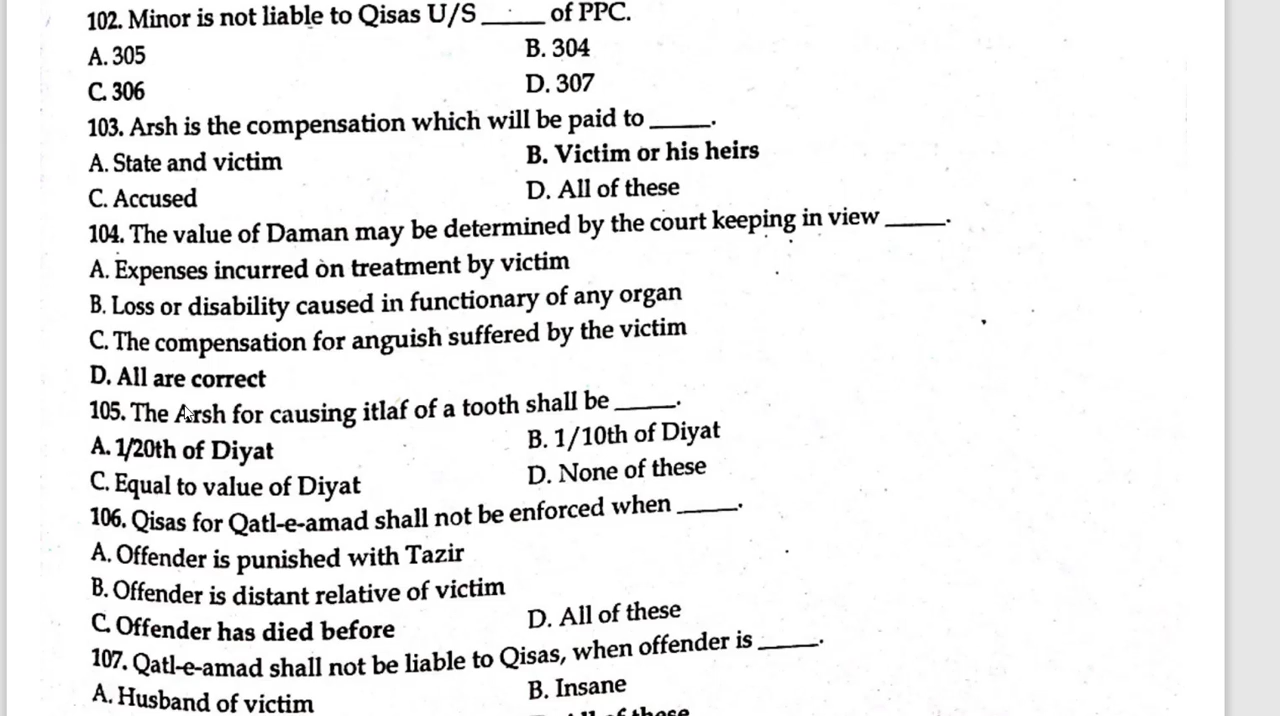 102. Minor is not liable to Qisas U/S _____ of PPC.
A. 305 B. 304
C. 306 D. 307
103. Arsh is the compensation which will be paid to _____.
A. State and victim B. Victim or his heirs
C. Accused D. All of these
104. The value of Daman may be determined by the court keeping in view _____.
A. Expenses incurred on treatment by victim
B. Loss or disability caused in functionary of any organ
C. The compensation for anguish suffered by the victim
D. All are correct
105. The Arsh for causing itlaf of a tooth shall be _____.
A. 1/20th of Diyat B. 1/10th of Diyat
C. Equal to value of Diyat D. None of these
106. Qisas for Qatl-e-amad shall not be enforced when _____.
A. Offender is punished with Tazir
B. Offender is distant relative of victim
C. Offender has died before D. All of these
107. Qatl-e-amad shall not be liable to Qisas, when offender is _____.
A. Husband of victim B. Insane